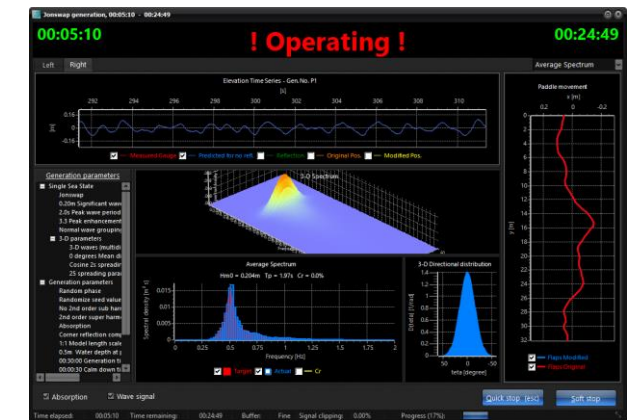 Jonswap generation, 00:05:10 - 00:24:49
00:05:10
! Operating !
00:24:49
Left Right
Average Spectrum
Elevation Time Series - Gen.No. P1
[s]
292 294 296 298 300 302 304 306 308 310
0.16
0
-0.16
[m]
Measured Gauge Predicted fm no refl. Reflection Original Pos. Modified Pos.
Paddle movement
x [m]
0.2 0 -0.2
2
4
6
8
10
12
14
16
18
20
22
24
26
28
30
32
y [m]
Flaps Modified
Flaps Original
Generation parameters
Single Sea State
Jonswap
0.20m Significant wave
2.0s Peak wave period
3.3 Peak enhancement
Normal wave grouping
3-D parameters
3-D waves (multidi
0 degrees Mean di
Cosine 2s spreadin
25 spreading para
Generation parameters
Random phase
Randomize seed value
No 2nd order sub harm
2nd order super harm
Absorption
Corner reflection comp
1:1 Model length scale
0.5m Water depth at p
00:30:00 Generation ti
00:00:30 Calm down ti
3-D Spectrum
Average Spectrum
Hm0 = 0.204m Tp = 1.97s Cr = 0.0%
Spectral density [m² s]
0.015
0.01
0.005
0
0 0.25 0.5 0.75 1 1.25 1.5 1.75 2
Frequency [Hz]
Target Actual Cr
3-D Directional distribution
1.4
1.2
1
0.8
0.6
0.4
0.2
0
D(theta) [1/rad]
50 0 -50
teta [degree]
Absorption Wave signal
Quick stop (esc) Soft stop
Time elapsed: 00:05:10 Time remaining: 00:24:49 Buffer: Fine Signal clipping: 0.00% Progress (17%):